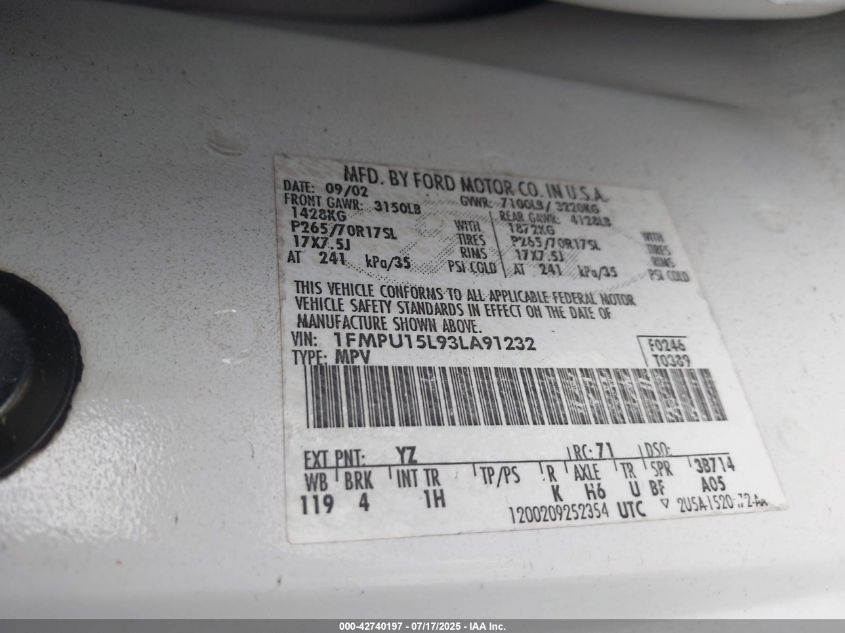 MFD. BY FORD MOTOR CO. IN U.S.A.
DATE: 09/02 GVWR: 7100LB / 3220KG
FRONT GAWR: 3150LB REAR GAWR: 4128LB
1428KG WITH 1872KG WITH
P265/70R17SL TIRES P265/70R17SL TIRES
17X7.5J RIMS 17X7.5J RIMS
AT 241 kPa/35 PSI COLD AT 241 kPa/35 PSI COLD
THIS VEHICLE CONFORMS TO ALL APPLICABLE FEDERAL MOTOR
VEHICLE SAFETY STANDARDS IN EFFECT ON THE DATE OF
MANUFACTURE SHOWN ABOVE.
VIN: 1FMPU15L93LA91232 F0246
TYPE: MPV T0389
EXT PNT: YZ RC: 71 DSO:
WB BRK INT TR TP/PS R AXLE TR SPR 3B714
119 4 1H K H6 U BF A05
1200209252354 UTC
000-42740197 - 07/17/2025 - IAA Inc.